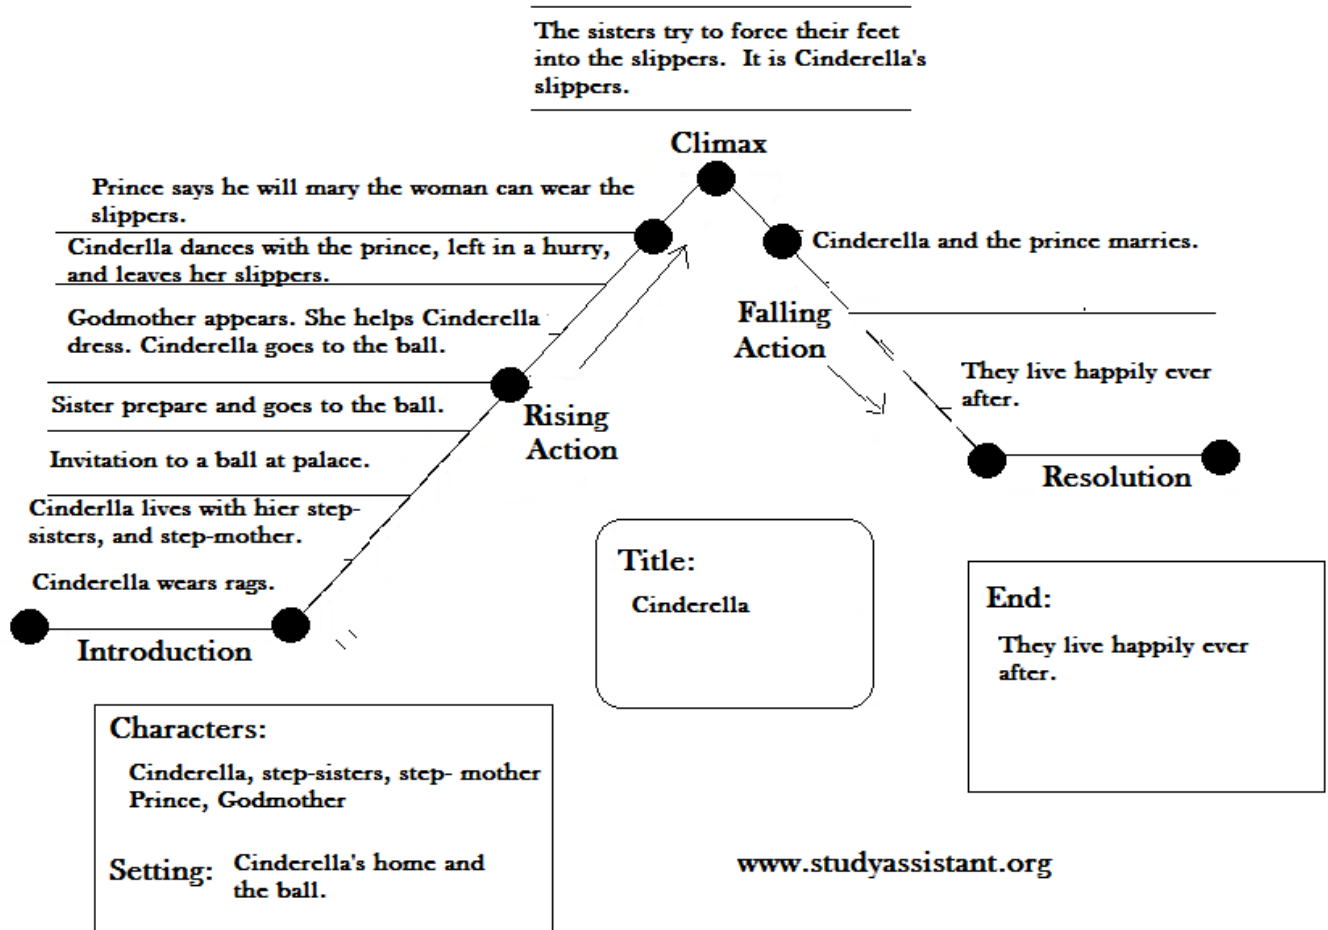 The sisters try to force their feet
into the slippers.  It is Cinderella's
slippers.
Climax
Prince says he will mary the woman can wear the
slippers.
Cinderlla dances with the prince, left in a hurry,
and leaves her slippers.
Godmother appears. She helps Cinderella
dress. Cinderella goes to the ball.
Sister prepare and goes to the ball.
Invitation to a ball at palace.
Cinderlla lives with hier step-
sisters, and step-mother.
Cinderella wears rags.
Introduction
Rising
Action
Cinderella and the prince marries.
Falling
Action
They live happily ever
after.
Resolution
Title:
Cinderella
End:
They live happily ever
after.
Characters:
Cinderella, step-sisters, step- mother
Prince, Godmother
Setting: Cinderella's home and
the ball.
www.studyassistant.org